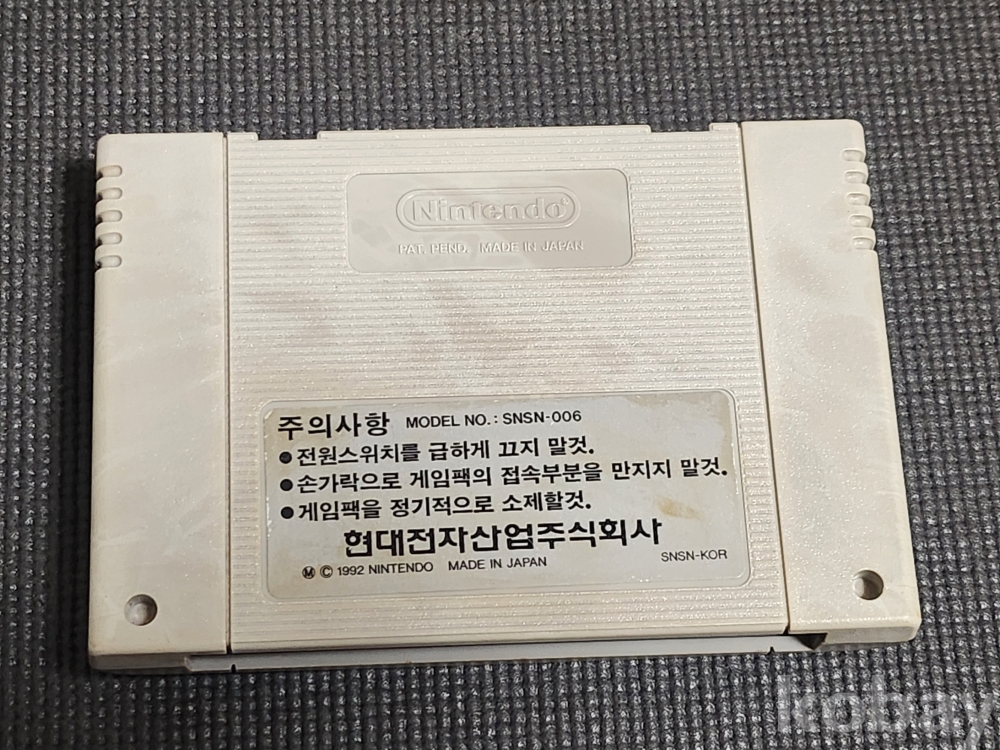 Nintendo®
PAT. PEND. MADE IN JAPAN
주의사항 MODEL NO.: SNSN-006
●전원스위치를 급하게 끄지 말것.
●손가락으로 게임팩의 접속부분을 만지지 말것.
●게임팩을 정기적으로 소제할것.
현대전자산업주식회사
Ⓜ © 1992 NINTENDO MADE IN JAPAN
SNSN-KOR
kobay